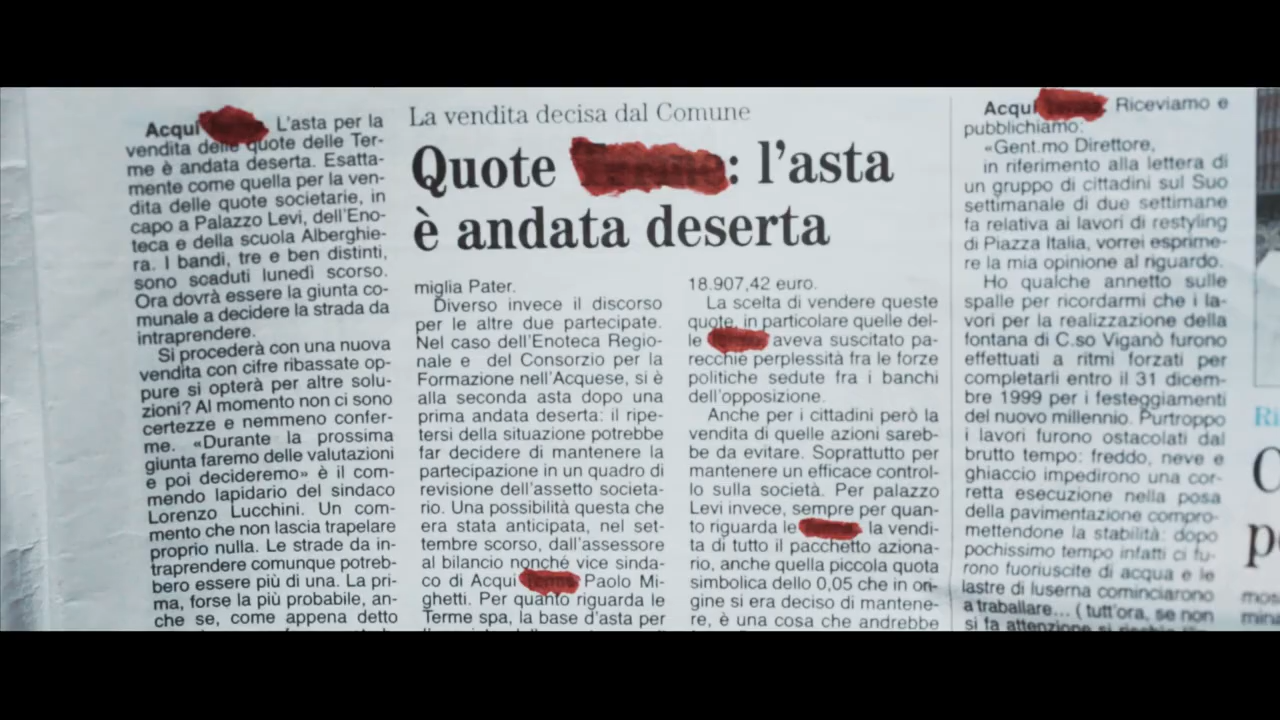 Acqui L'asta per la
vendita delle quote delle Ter-
me è andata deserta. Esatta-
mente come quella per la ven-
dita delle quote societarie, in
capo a Palazzo Levi, dell'Eno-
teca e della scuola Alberghie-
ra. I bandi, tre e ben distinti,
sono scaduti lunedì scorso.
Ora dovrà essere la giunta co-
munale a decidere la strada da
intraprendere.
Si procederà con una nuova
vendita con cifre ribassate op-
pure si opterà per altre solu-
zioni? Al momento non ci sono
certezze e nemmeno confer-
me. «Durante la prossima
giunta faremo delle valutazioni
e poi decideremo» è il com-
mendo lapidario del sindaco
Lorenzo Lucchini. Un com-
mento che non lascia trapelare
proprio nulla. Le strade da in-
traprendere comunque potreb-
bero essere più di una. La pri-
ma, forse la più probabile, an-
che se, come appena detto
La vendita decisa dal Comune
Quote : l'asta
è andata deserta
miglia Pater.
Diverso invece il discorso
per le altre due partecipate.
Nel caso dell'Enoteca Regio-
nale e del Consorzio per la
Formazione nell'Acquese, si è
alla seconda asta dopo una
prima andata deserta: il ripe-
tersi della situazione potrebbe
far decidere di mantenere la
partecipazione in un quadro di
revisione dell'assetto societa-
rio. Una possibilità questa che
era stata anticipata, nel set-
tembre scorso, dall'assessore
al bilancio nonché vice sinda-
co di Acqui Paolo Mi-
ghetti. Per quanto riguarda le
Terme spa, la base d'asta per
18.907,42 euro.
La scelta di vendere queste
quote, in particolare quelle del-
le aveva suscitato pa-
recchie perplessità fra le forze
politiche sedute fra i banchi
dell'opposizione.
Anche per i cittadini però la
vendita di quelle azioni sareb-
be da evitare. Soprattutto per
mantenere un efficace control-
lo sulla società. Per palazzo
Levi invece, sempre per quan-
to riguarda le la vendi-
ta di tutto il pacchetto aziona-
rio, anche quella piccola quota
simbolica dello 0,05 che in ori-
gine si era deciso di mantene-
re, è una cosa che andrebbe
Acqui . Riceviamo e
pubblichiamo:
«Gent.mo Direttore,
in riferimento alla lettera di
un gruppo di cittadini sul Suo
settimanale di due settimane
fa relativa ai lavori di restyling
di Piazza Italia, vorrei esprime-
re la mia opinione al riguardo.
Ho qualche annetto sulle
spalle per ricordarmi che i la-
vori per la realizzazione della
fontana di C.so Viganò furono
effettuati a ritmi forzati per
completarli entro il 31 dicem-
bre 1999 per i festeggiamenti
del nuovo millennio. Purtroppo
i lavori furono ostacolati dal
brutto tempo: freddo, neve e
ghiaccio impedirono una cor-
retta esecuzione nella posa
della pavimentazione compro-
mettendone la stabilità: dopo
pochissimo tempo infatti ci fu-
rono fuoriuscite di acqua e le
lastre di luserna cominciarono
a traballare... ( tutt'ora, se non
si fa attenzione si